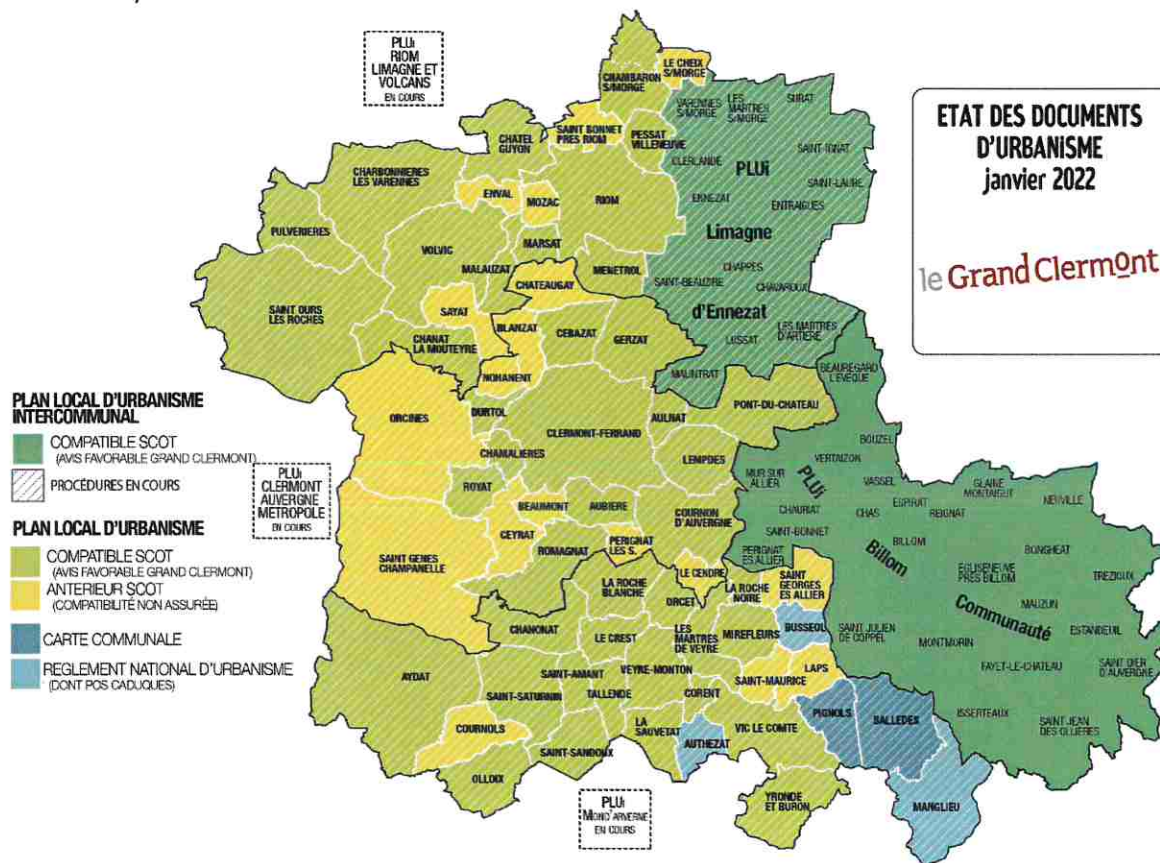 PLUi
RIOM
LIMAGNE ET
VOLCANS
EN COURS
ETAT DES DOCUMENTS
D'URBANISME
janvier 2022
le Grand Clermont
PLAN LOCAL D'URBANISME
INTERCOMMUNAL
COMPATIBLE SCOT
(AVIS FAVORABLE GRAND CLERMONT)
PROCÉDURES EN COURS
PLAN LOCAL D'URBANISME
COMPATIBLE SCOT
(AVIS FAVORABLE GRAND CLERMONT)
ANTERIEUR SCOT
(COMPATIBILITÉ NON ASSURÉE)
CARTE COMMUNALE
REGLEMENT NATIONAL D'URBANISME
(DONT POS CADUQUES)
PLUi
CLERMONT
AUVERGNE
METROPOLE
EN COURS
PLUi
MOND'ARVERNE
EN COURS
CHAMBARON
S/MORGE
LE CHEIX
S/MORGE
VARENNES
S/MORGE
LES
MARTRES
S/MORGE
SURAT
SAINT BONNET
PRES RIOM
PESSAT
VILLENEUVE
CHATEL
GUYON
CLERLANDE
PLUi
SAINT-IGNAT
CHARBONNIERES
LES VARENNES
SAINT-LAURE
ENVAL
MOZAC
RIOM
ENNEZAT
ENTRAIGUES
PULVERIERES
VOLVIC
MARSAT
Limagne
MALAUZAT
MENETROL
CHAPPES
CHATEAUGAY
SAINT-BEAUZIRE
CHAVAROUX
SAINT OURS
LES ROCHES
SAYAT
BLANZAT
CEBAZAT
GERZAT
d'Ennezat
CHANAT
LA MOUTEYRE
LUSSAT
LES MARTRES
D'ARTIERE
NOHANENT
MALINTRAT
BEAUREGARD
L'EVEQUE
ORCINES
DURTOL
PONT-DU-CHATEAU
AULNAT
CLERMONT-FERRAND
CHAMALIERES
LEMPDES
BOUZEL
VERTAIZON
MUR SUR
ALLIER
PLUi
VASSEL
GLAINE
MONTAIGUT
NEUVILLE
ROYAT
BEAUMONT
AUBIERE
COURNON
D'AUVERGNE
CHAURIAT
CHAS
ESPIRAT
REIGNAT
SAINT-BONNET
CEYRAT
PERIGNAT
LES S.
ROMAGNAT
BILLOM
Billom
BONGHEAT
SAINT GENES
CHAMPANELLE
PERIGNAT
ES ALLIER
LE CENDRE
EGLISENEUVE
PRÈS BILLOM
TREZIOUX
LA ROCHE
BLANCHE
ORCET
LA ROCHE
NOIRE
SAINT
GEORGES
ES ALLIER
MAUZUN
Communauté
ESTANDEUIL
CHANONAT
LE CREST
LES
MARTRES
DE VEYRE
MIREFLEURS
BUSSEOL
SAINT JULIEN
DE COPPEL
MONTMORIN
FAYET-LE-CHATEAU
SAINT DIER
D'AUVERGNE
AYDAT
SAINT-AMANT
VEYRE-MONTON
SAINT-MAURICE
LAPS
SAINT-SATURNIN
TALLENDE
CORENT
ISSERTEAUX
SAINT-JEAN
DES OLLIERES
COURNOLS
LA
SAUVETAT
VIC LE COMTE
PIGNOLS
SALLEDES
AUTHEZAT
SAINT-SANDOUX
OLLOIX
YRONDE
ET BURON
MANGLIEU